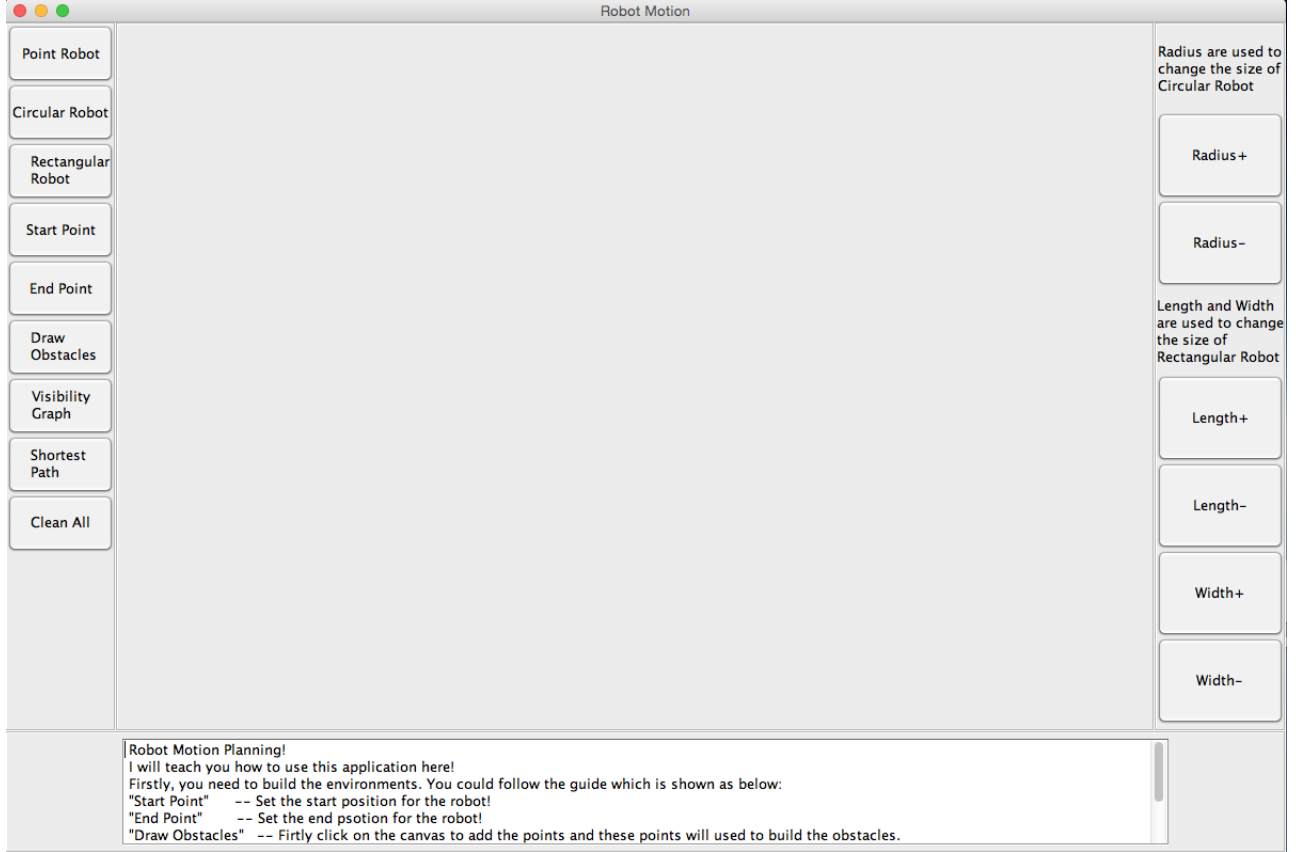 Robot Motion
Point Robot
Circular Robot
Rectangular
Robot
Start Point
End Point
Draw
Obstacles
Visibility
Graph
Shortest
Path
Clean All
Radius are used to
change the size of
Circular Robot
Radius+
Radius-
Length and Width
are used to change
the size of
Rectangular Robot
Length+
Length-
Width+
Width-
Robot Motion Planning!
I will teach you how to use this application here!
Firstly, you need to build the environments. You could follow the guide which is shown as below:
"Start Point"     -- Set the start position for the robot!
"End Point"      -- Set the end psotion for the robot!
"Draw Obstacles"  -- Firtly click on the canvas to add the points and these points will used to build the obstacles.